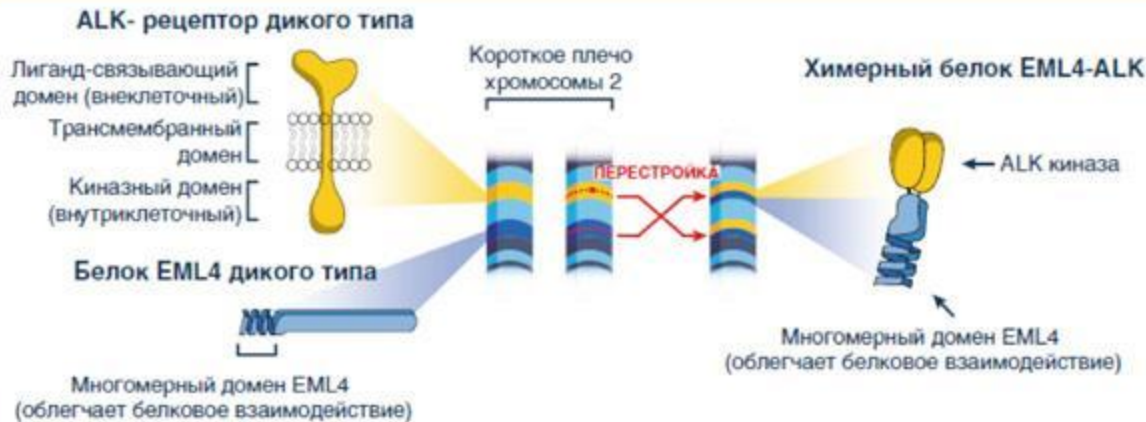 ALK- рецептор дикого типа
Лиганд-связывающий
домен (внеклеточный)
Трансмембранный
домен
Киназный домен
(внутриклеточный)
Белок EML4 дикого типа
Многомерный домен EML4
(облегчает белковое взаимодействие)
Короткое плечо
хромосомы 2
ПЕРЕСТРОЙКА
Химерный белок EML4-ALK
ALK киназа
Многомерный домен EML4
(облегчает белковое взаимодействие)